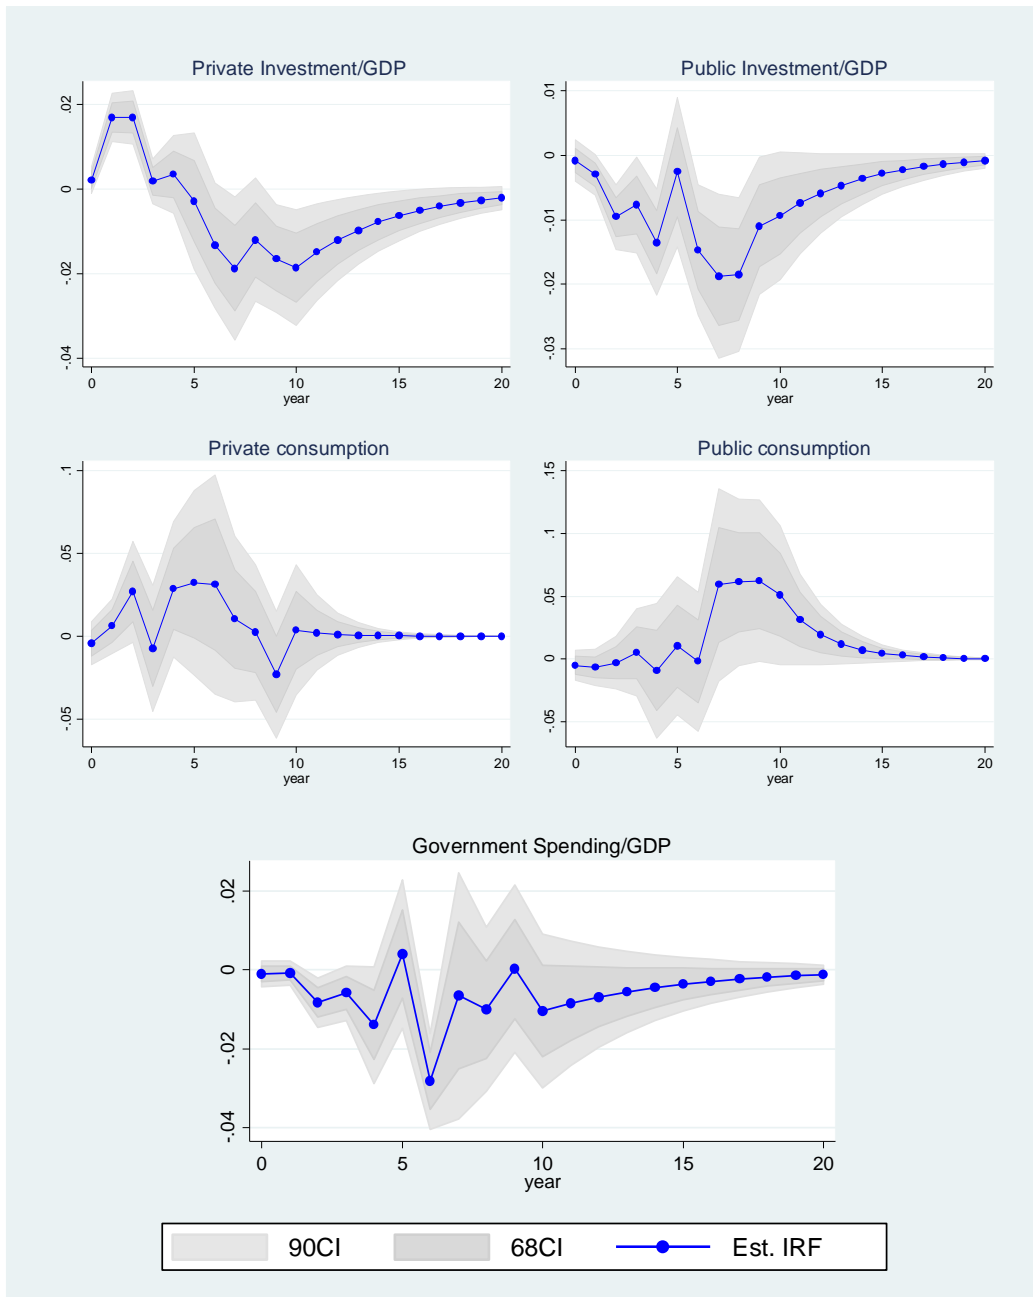 Private Investment/GDP
.02
0
-.02
-.04
0 5 10 15 20
year
Public Investment/GDP
.01
0
-.01
-.02
-.03
0 5 10 15 20
year
Private consumption
.1
.05
0
-.05
0 5 10 15 20
year
Public consumption
.15
.1
.05
0
-.05
0 5 10 15 20
year
Government Spending/GDP
.02
0
-.02
-.04
0 5 10 15 20
year
90CI 68CI Est. IRF